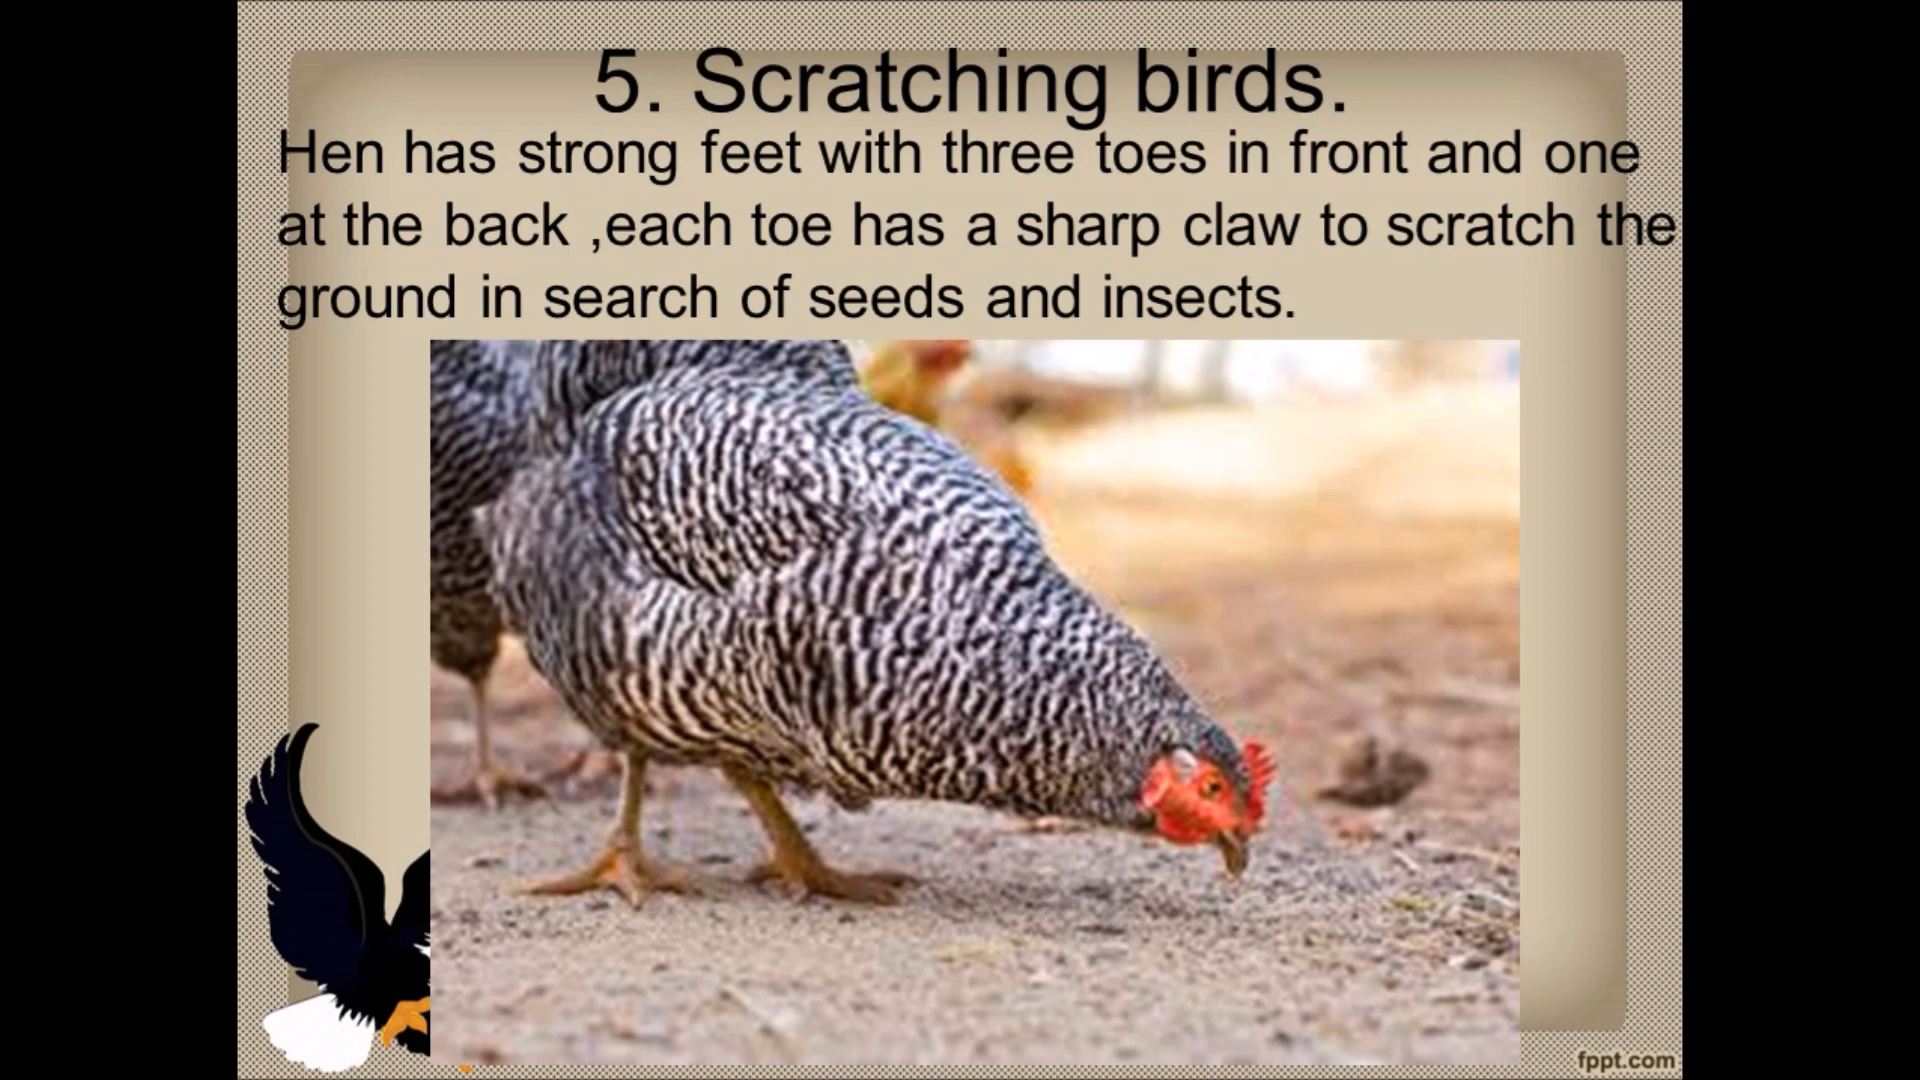 5. Scratching birds.
Hen has strong feet with three toes in front and one
at the back ,each toe has a sharp claw to scratch the
ground in search of seeds and insects.
fppt.com